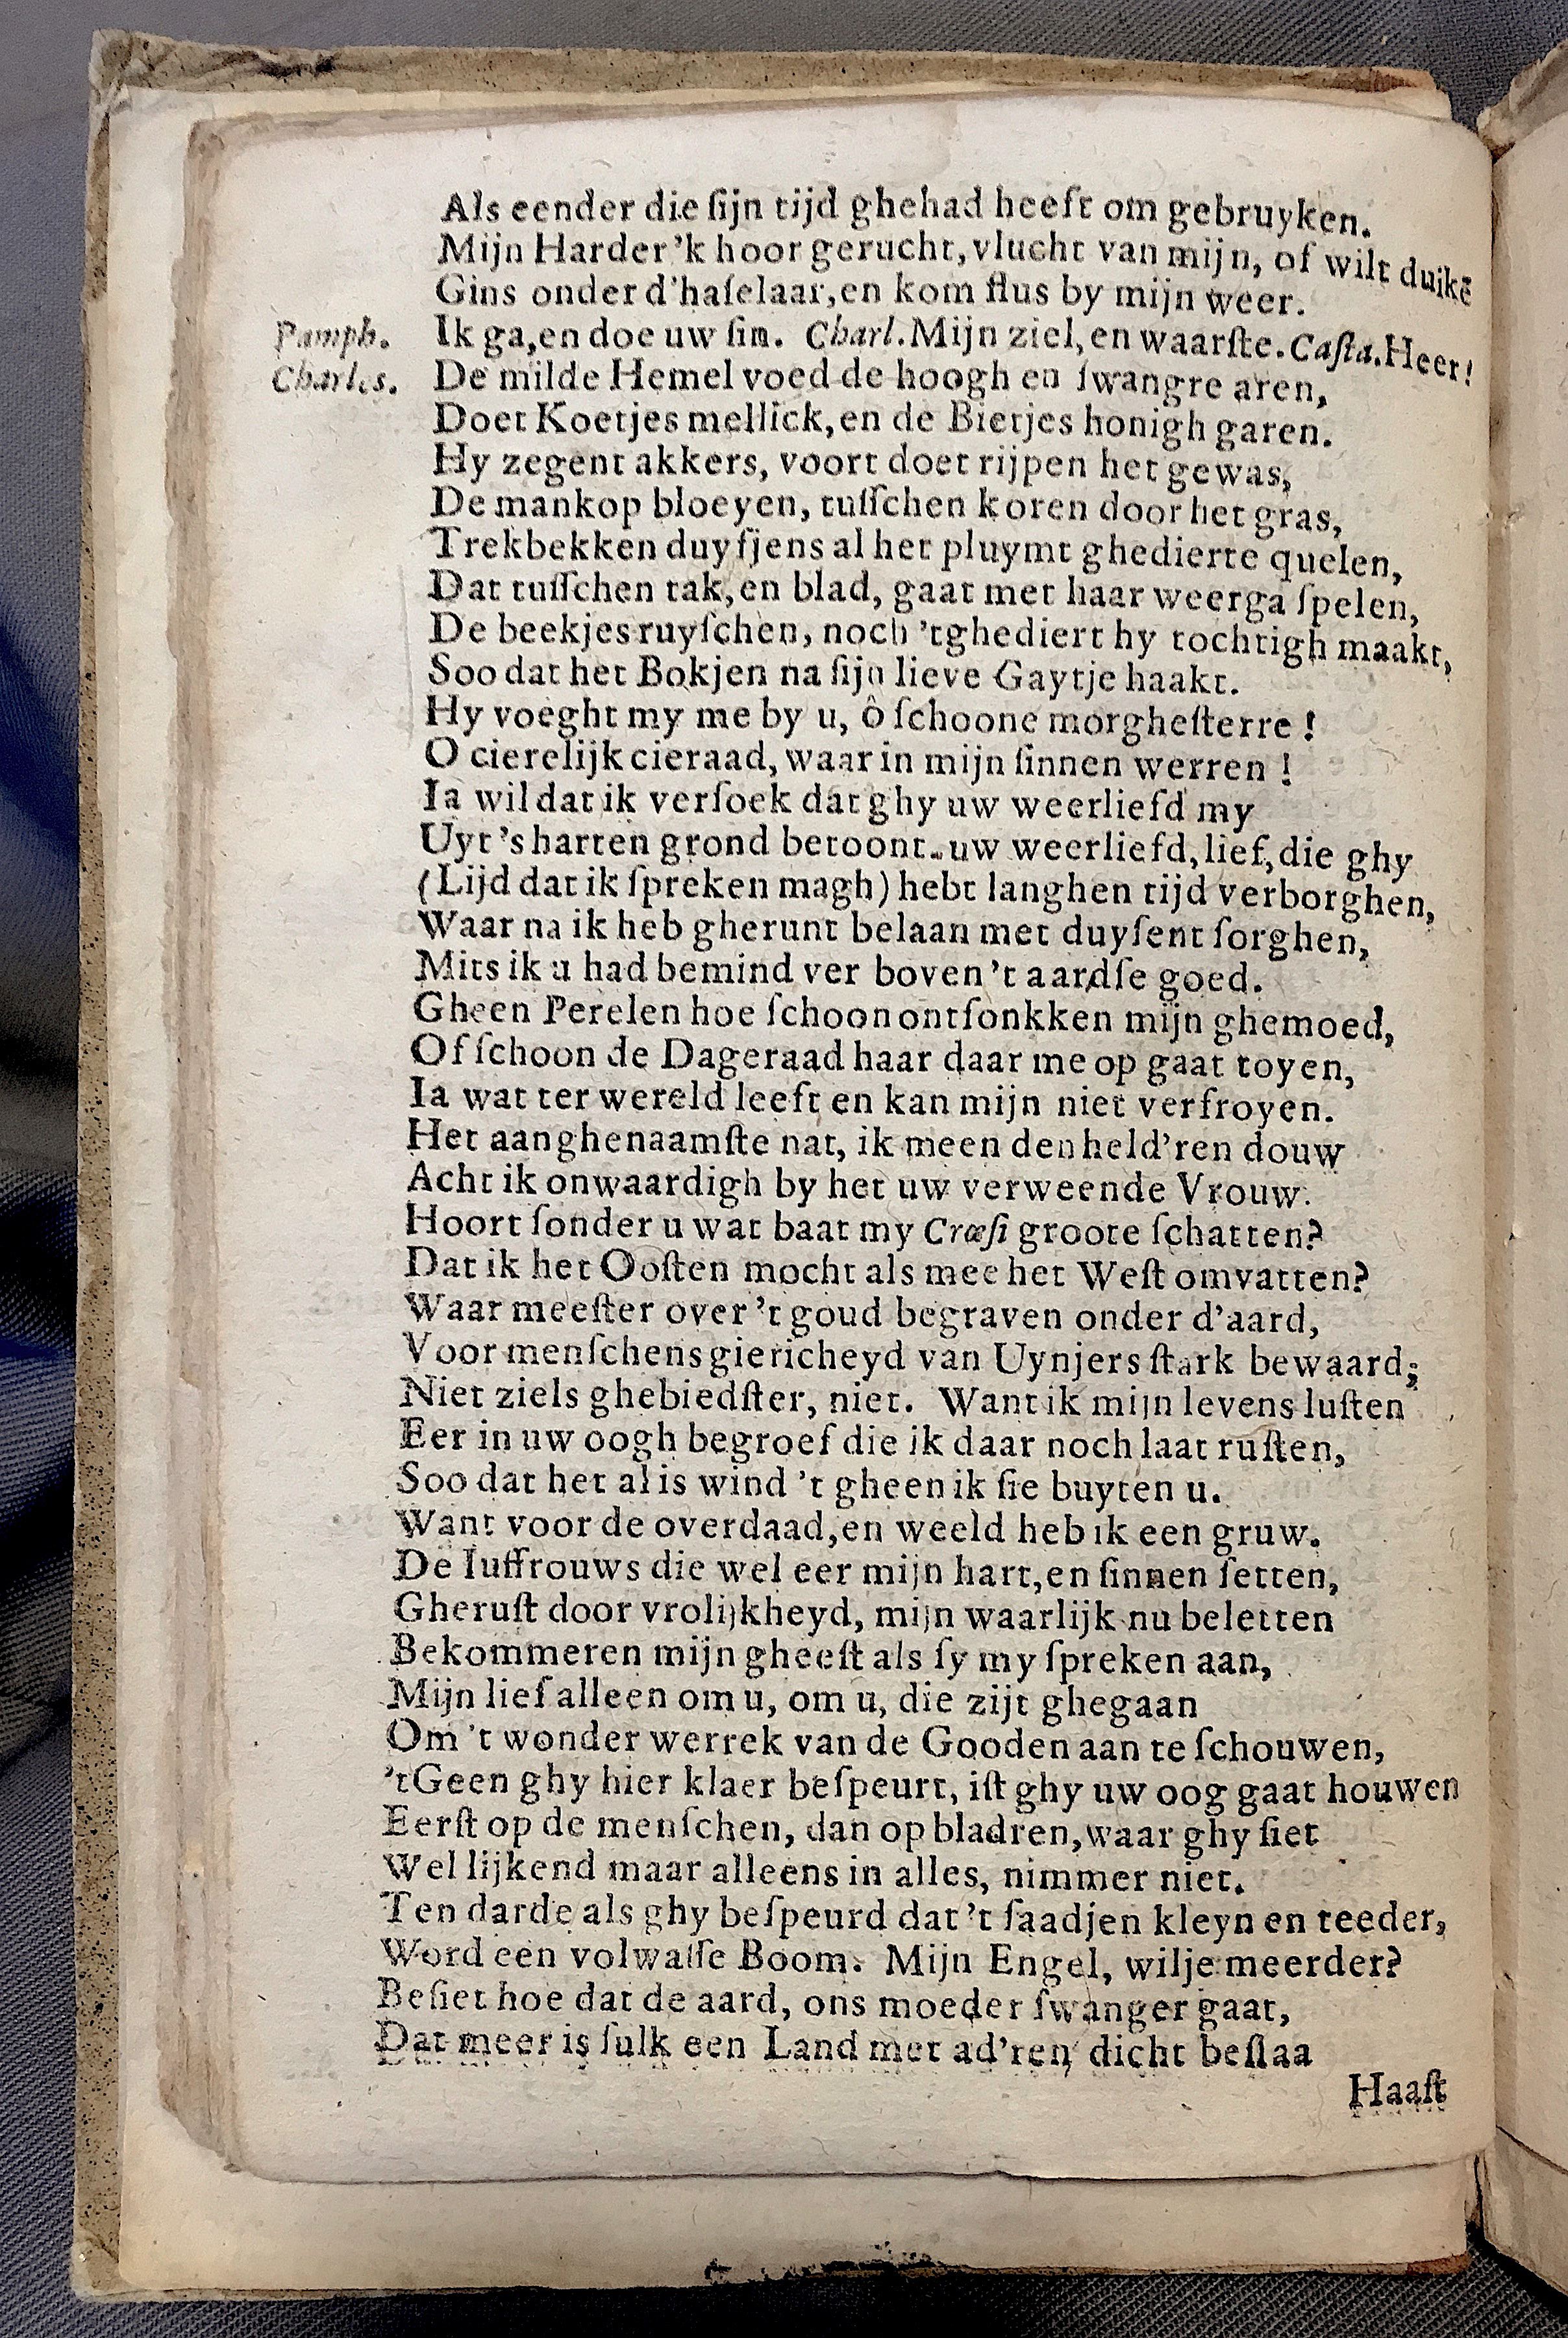 Als eender die ſijn tijd ghehad heeft om gebruyken.
Mijn Harder 'k hoor gerucht, vlucht van mijn, of wilt duikē
Gins onder d'haſelaar, en kom flus by mijn weer.
Pamph. Ik ga, en doe uw ſin. Charl. Mijn ziel, en waarſte. Caſta. Heer!
Charles. De milde Hemel voed de hoogh en ſwangre aren,
Doet Koetjes mellick, en de Bietjes honigh garen.
Hy zegent akkers, voort doet rijpen het gewas,
De mankop bloeyen, tuſſchen koren door het gras,
Trekbekken duyfjens al het pluymt ghedierte quelen,
Dat tuſſchen tak, en blad, gaat met haar weerga ſpelen,
De beekjes ruyſchen, noch 't ghediert hy tochtigh maakt,
Soo dat het Bokjen na ſijn lieve Gaytje haakt.
Hy voeght my me by u, ô ſchoone morgheſterre!
O cierelijk cieraad, waar in mijn ſinnen werren!
Ia wil dat ik verſoek dat ghy uw weerliefd my
Uyt 's harten grond betoont. uw weerliefd, lief, die ghy
(Lijd dat ik ſpreken magh) hebt langhen tijd verborghen,
Waar na ik heb gherunt belaan met duyſent ſorghen,
Mits ik u had bemind ver boven 't aardſe goed.
Gheen Perelen hoe ſchoon ontſonkken mijn ghemoed,
Of ſchoon de Dageraad haar daar me op gaat toyen,
Ia wat ter wereld leeft en kan mijn niet verfroyen.
Het aanghenaamſte nat, ik meen den held'ren douw
Acht ik onwaardigh by het uw verweende Vrouw.
Hoort ſonder u wat baat my Cræſi groote ſchatten?
Dat ik het Ooſten mocht als mee het Weſt omvatten?
Waar meeſter over 't goud begraven onder d'aard,
Voor menſchens giericheyd van Uynjers ſtark bewaard;
Niet ziels ghebiedſter, niet. Want ik mijn levens luſten
Eer in uw oogh begroef die ik daar noch laat ruſten,
Soo dat het al is wind 't gheen ik ſie buyten u.
Want voor de overdaad, en weeld heb ik een gruw.
De Iuffrouws die wel eer mijn hart, en ſinnen ſetten,
Gheruſt door vrolijkheyd, mijn waarlijk nu beletten
Bekommeren mijn gheeſt als ſy my ſpreken aan,
Mijn lief alleen om u, om u, die zijt ghegaan
Om 't wonder werrek van de Gooden aan te ſchouwen,
't Geen ghy hier klaer beſpeurt, iſt ghy uw oog gaat houwen
Eerſt op de menſchen, dan op bladren, waar ghy ſiet
Wel lijkend maar alleens in alles, nimmer niet.
Ten darde als ghy beſpeurd dat 't ſaadjen kleyn en teeder,
Word een volwaſſe Boom. Mijn Engel, wilje meerder?
Beſiet hoe dat de aard, ons moeder ſwanger gaat,
Dat meer is ſulk een Land met ad'ren dicht beſlaa
Haaſt